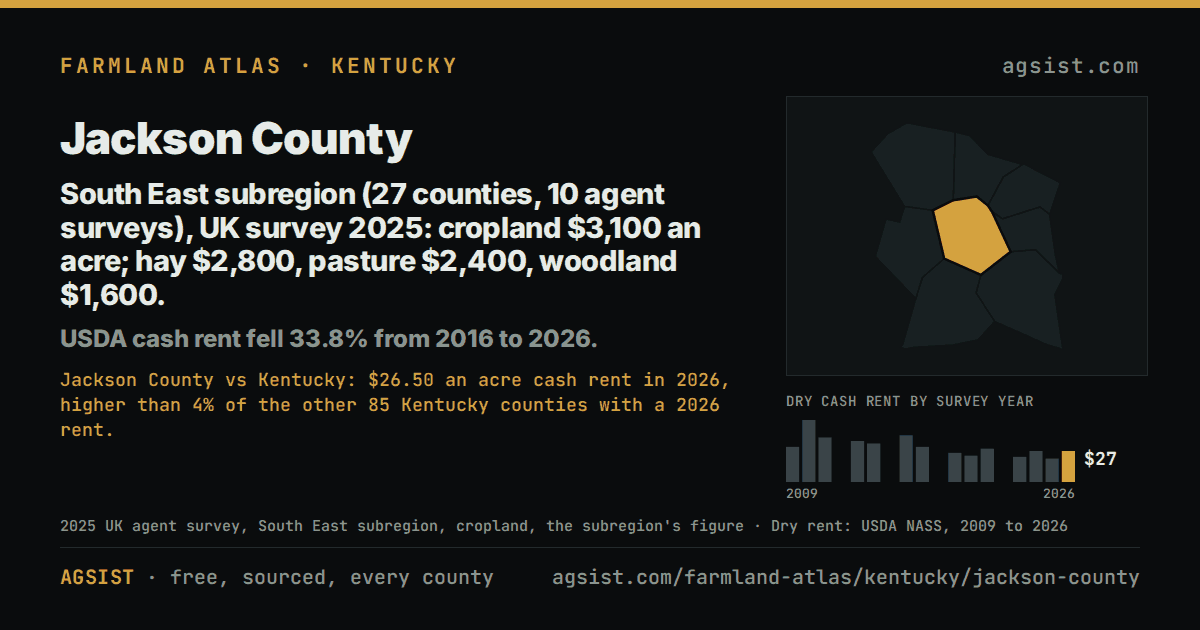 FARMLAND ATLAS · KENTUCKY
agsist.com
Jackson County
South East subregion (27 counties, 10 agent
surveys), UK survey 2025: cropland $3,100 an
acre; hay $2,800, pasture $2,400, woodland
$1,600.
USDA cash rent fell 33.8% from 2016 to 2026.
Jackson County vs Kentucky: $26.50 an acre cash rent in 2026,
higher than 4% of the other 85 Kentucky counties with a 2026
rent.
DRY CASH RENT BY SURVEY YEAR
$27
2009 2026
2025 UK agent survey, South East subregion, cropland, the subregion's figure · Dry rent: USDA NASS, 2009 to 2026
AGSIST · free, sourced, every county
agsist.com/farmland-atlas/kentucky/jackson-county